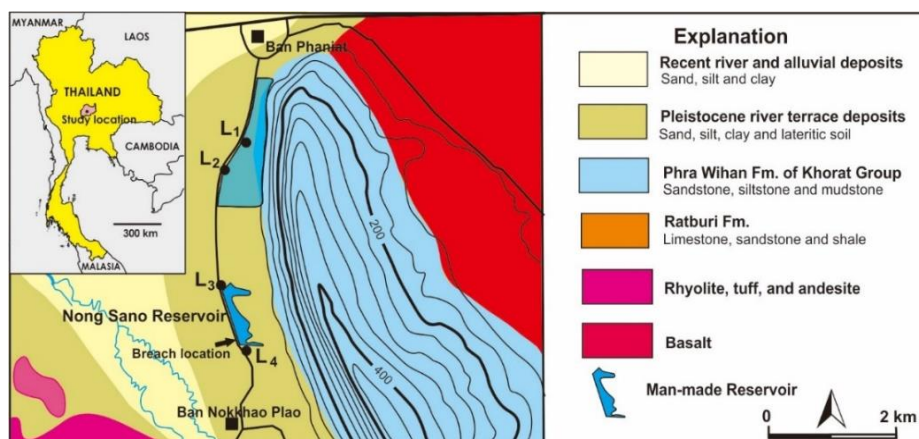 MYANMAR
LAOS
THAILAND
Study location
CAMBODIA
300 km
MALASIA
Ban Phaniat
L1
L2
200
L3
Nong Sano Reservoir
Breach location
L4
400
Ban Nokkhao Plao
Explanation
Recent river and alluvial deposits
Sand, silt and clay
Pleistocene river terrace deposits
Sand, silt, clay and lateritic soil
Phra Wihan Fm. of Khorat Group
Sandstone, siltstone and mudstone
Ratburi Fm.
Limestone, sandstone and shale
Rhyolite, tuff, and andesite
Basalt
Man-made Reservoir
0 2 km